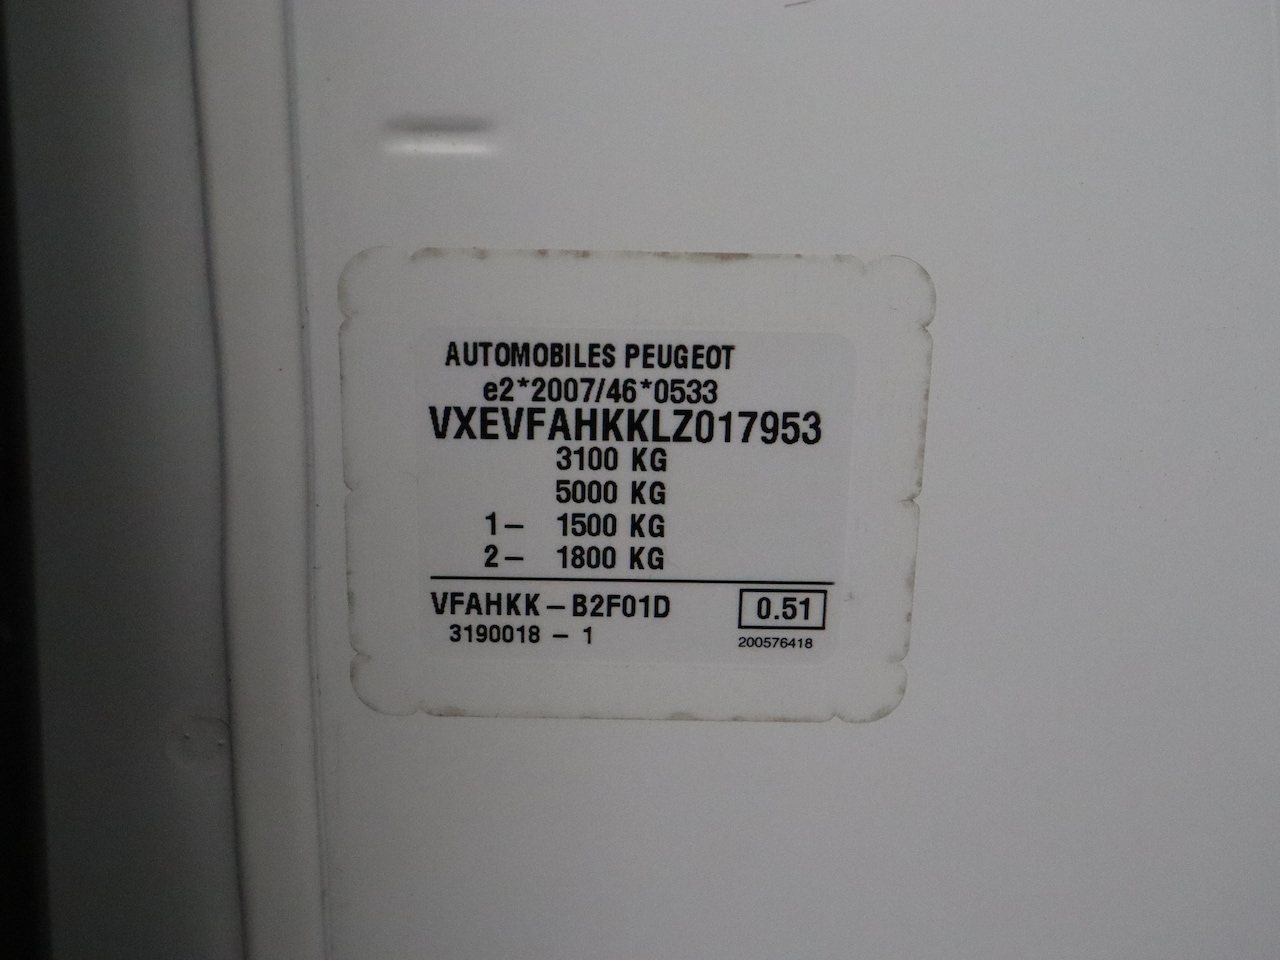 AUTOMOBILES PEUGEOT
e2*2007/46*0533
VXEVFAHKKLZ017953
3100 KG
5000 KG
1– 1500 KG
2– 1800 KG
VFAHKK – B2F01D 0.51
3190018 – 1 200576418